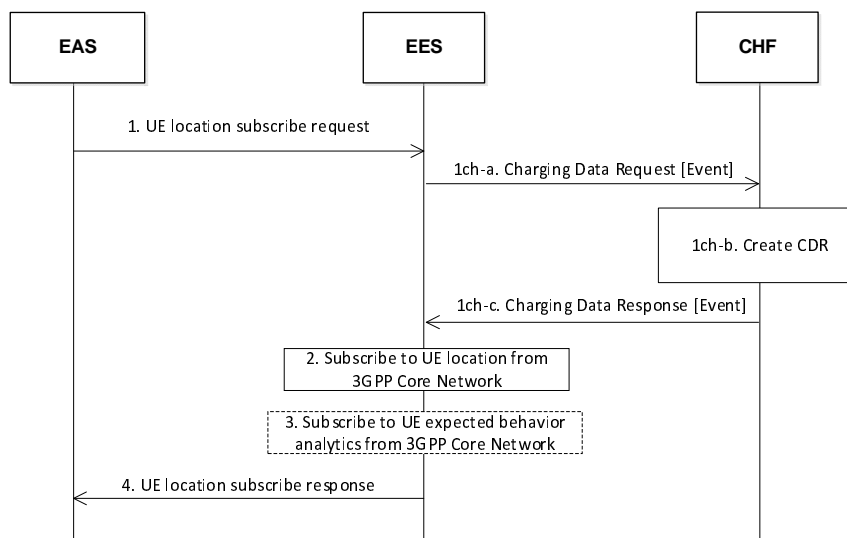 EAS
EES
CHF
1. UE location subscribe request
1ch-a. Charging Data Request [Event]
1ch-b. Create CDR
1ch-c. Charging Data Response [Event]
2. Subscribe to UE location from
3GPP Core Network
3. Subscribe to UE expected behavior
analytics from 3GPP Core Network
4. UE location subscribe response